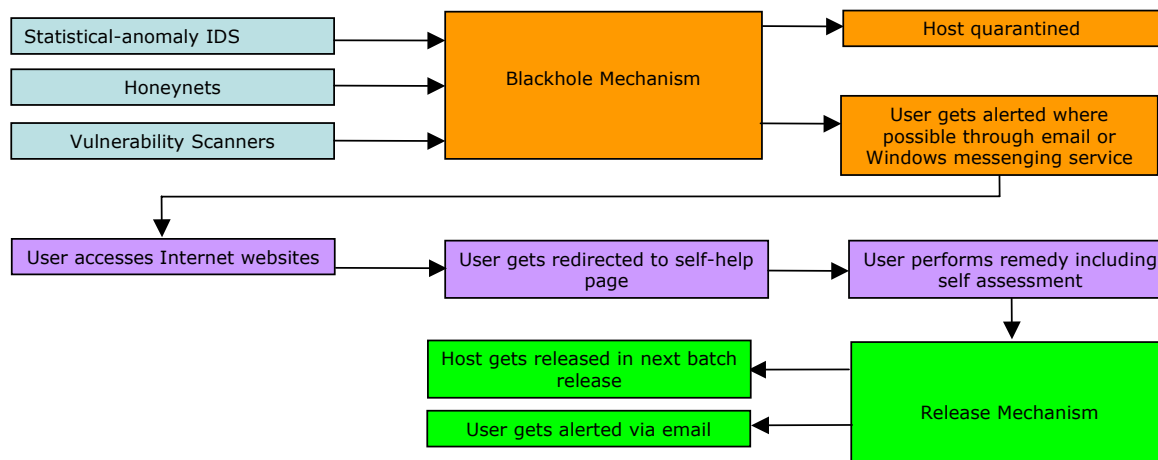 Statistical-anomaly IDS
Honeynets
Vulnerability Scanners
Blackhole Mechanism
Host quarantined
User gets alerted where
possible through email or
Windows messenging service
User accesses Internet websites
User gets redirected to self-help
page
User performs remedy including
self assessment
Host gets released in next batch
release
User gets alerted via email
Release Mechanism